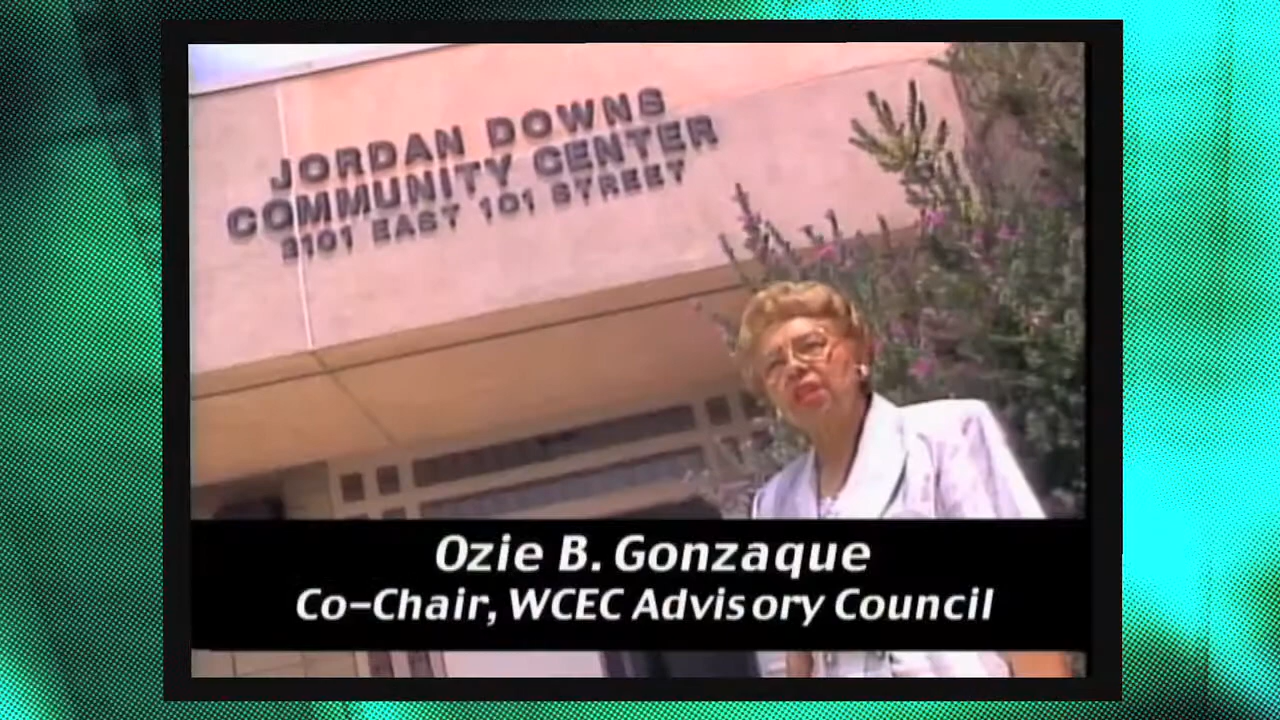 JORDAN DOWNS
COMMUNITY CENTER
2101 EAST 101 STREET
Ozie B. Gonzaque
Co-Chair, WCEC Advisory Council